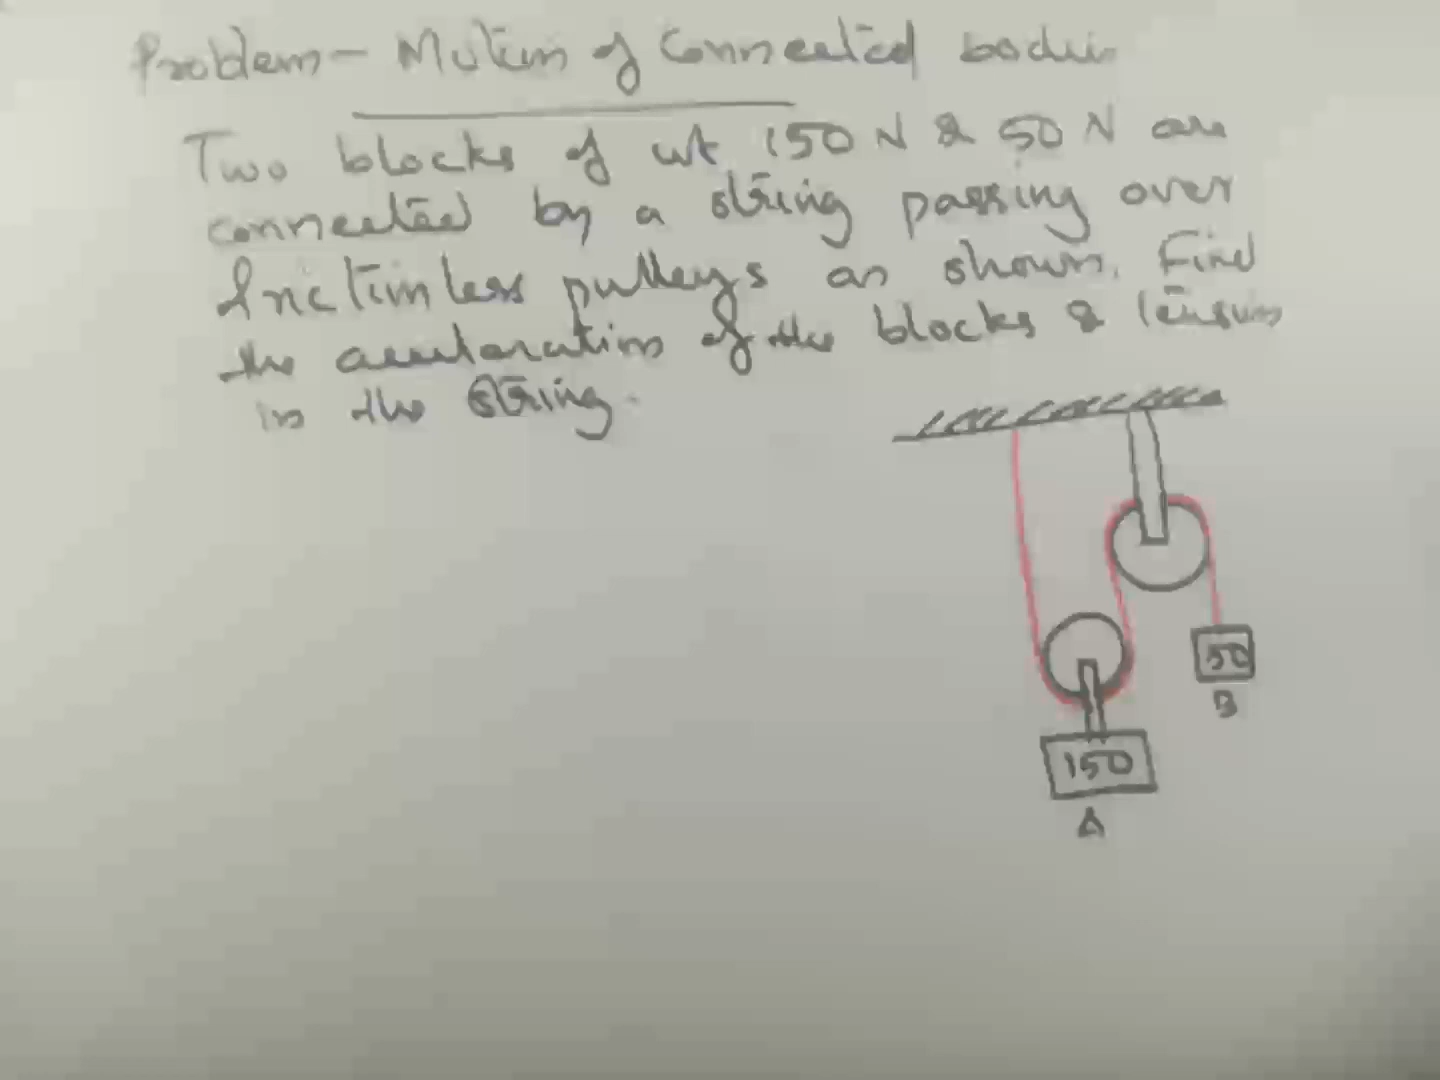 Problem - Motion of Connected bodies
Two blocks of wt 150 N & 50 N are
connected by a string passing over
frictionless pulleys as shown. Find
the acceleration of the blocks & tension
in the string.
50
B
150
A